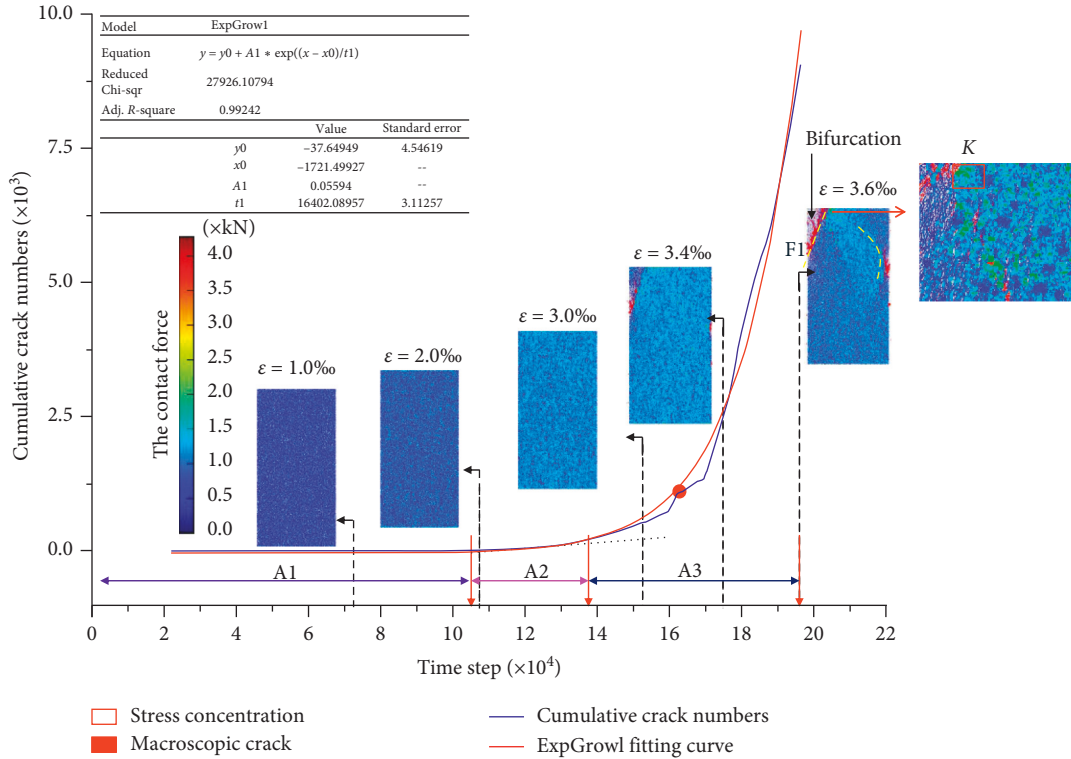 Model ExpGrow1
Equation y = y0 + A1 * exp((x – x0)/t1)
Reduced
Chi-sqr 27926.10794
Adj. R-square 0.99242
Value Standard error
y0 −37.64949 4.54619
x0 −1721.49927 --
A1 0.05594 --
t1 16402.08957 3.11257
10.0
7.5
5.0
2.5
0.0
Cumulative crack numbers (×10³)
(×kN)
4.0
3.5
3.0
2.5
2.0
1.5
1.0
0.5
0.0
The contact force
ε = 1.0‰
ε = 2.0‰
ε = 3.0‰
ε = 3.4‰
Bifurcation
ε = 3.6‰
F1
K
A1
A2
A3
0 2 4 6 8 10 12 14 16 18 20 22
Time step (×10⁴)
Stress concentration
Macroscopic crack
Cumulative crack numbers
ExpGrowl fitting curve